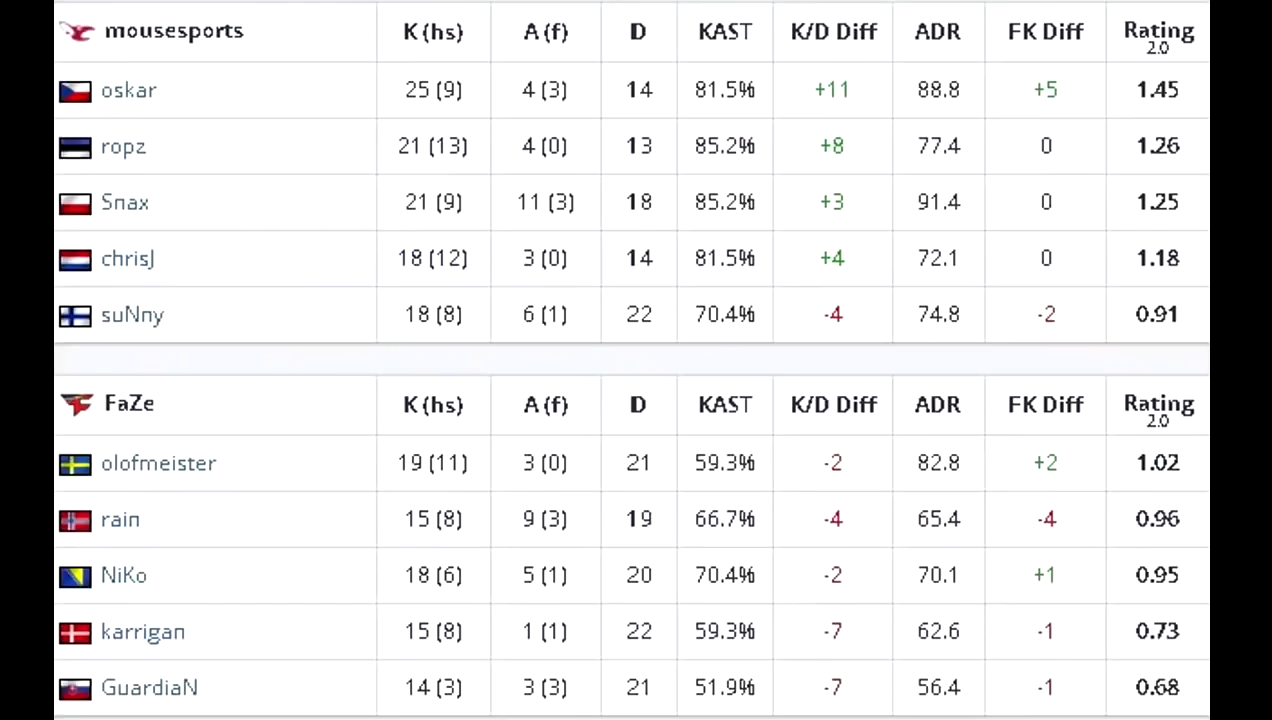 mousesports K (hs) A (f) D KAST K/D Diff ADR FK Diff Rating 2.0
oskar 25 (9) 4 (3) 14 81.5% +11 88.8 +5 1.45
ropz 21 (13) 4 (0) 13 85.2% +8 77.4 0 1.26
Snax 21 (9) 11 (3) 18 85.2% +3 91.4 0 1.25
chrisJ 18 (12) 3 (0) 14 81.5% +4 72.1 0 1.18
suNny 18 (8) 6 (1) 22 70.4% -4 74.8 -2 0.91
FaZe K (hs) A (f) D KAST K/D Diff ADR FK Diff Rating 2.0
olofmeister 19 (11) 3 (0) 21 59.3% -2 82.8 +2 1.02
rain 15 (8) 9 (3) 19 66.7% -4 65.4 -4 0.96
NiKo 18 (6) 5 (1) 20 70.4% -2 70.1 +1 0.95
karrigan 15 (8) 1 (1) 22 59.3% -7 62.6 -1 0.73
GuardiaN 14 (3) 3 (3) 21 51.9% -7 56.4 -1 0.68